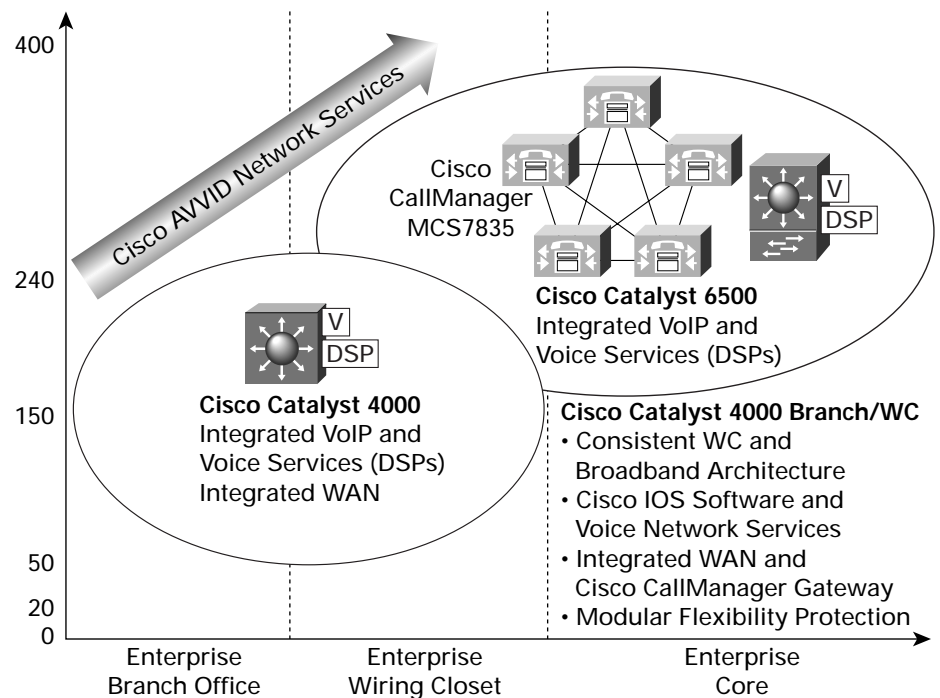 400
240
150
50
20
0
Cisco AVVID Network Services
Cisco
CallManager
MCS7835
V
DSP
Cisco Catalyst 6500
Integrated VoIP and
Voice Services (DSPs)
V
DSP
Cisco Catalyst 4000
Integrated VoIP and
Voice Services (DSPs)
Integrated WAN
Cisco Catalyst 4000 Branch/WC
• Consistent WC and
Broadband Architecture
• Cisco IOS Software and
Voice Network Services
• Integrated WAN and
Cisco CallManager Gateway
• Modular Flexibility Protection
Enterprise
Branch Office
Enterprise
Wiring Closet
Enterprise
Core